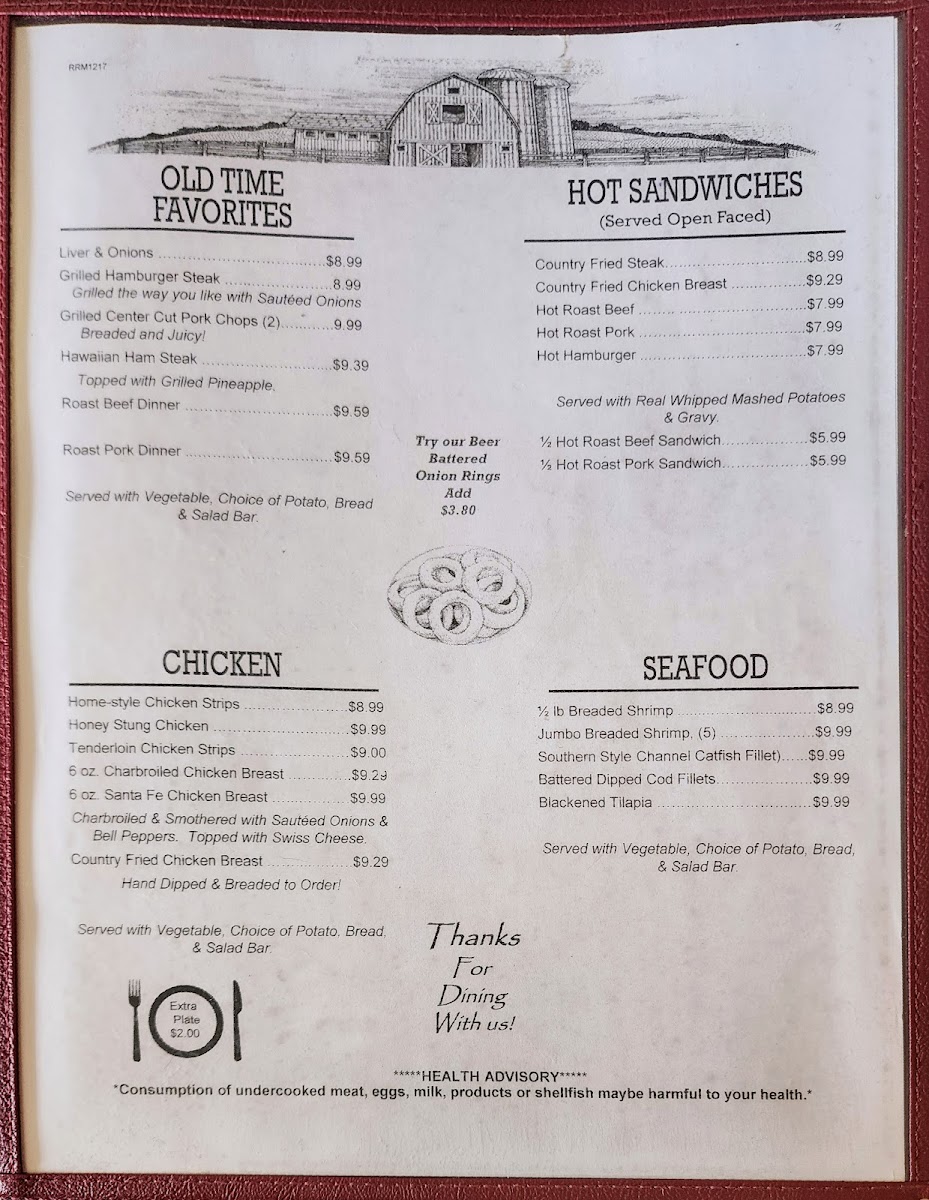 RRM1217
OLD TIME
FAVORITES
Liver & Onions ........ $8.99
Grilled Hamburger Steak ........ 8.99
Grilled the way you like with Sautéed Onions
Grilled Center Cut Pork Chops (2)........ 9.99
Breaded and Juicy!
Hawaiian Ham Steak ........ $9.39
Topped with Grilled Pineapple.
Roast Beef Dinner ........ $9.59
Roast Pork Dinner ........ $9.59
Served with Vegetable, Choice of Potato, Bread
& Salad Bar.
HOT SANDWICHES
(Served Open Faced)
Country Fried Steak........ $8.99
Country Fried Chicken Breast ........ $9.29
Hot Roast Beef ........ $7.99
Hot Roast Pork ........ $7.99
Hot Hamburger ........ $7.99
Served with Real Whipped Mashed Potatoes
& Gravy.
½ Hot Roast Beef Sandwich........ $5.99
½ Hot Roast Pork Sandwich........ $5.99
Try our Beer
Battered
Onion Rings
Add
$3.80
CHICKEN
Home-style Chicken Strips ........ $8.99
Honey Stung Chicken ........ $9.99
Tenderloin Chicken Strips ........ $9.00
6 oz. Charbroiled Chicken Breast ........ $9.29
6 oz. Santa Fe Chicken Breast ........ $9.99
Charbroiled & Smothered with Sautéed Onions &
Bell Peppers. Topped with Swiss Cheese.
Country Fried Chicken Breast ........ $9.29
Hand Dipped & Breaded to Order!
Served with Vegetable, Choice of Potato, Bread,
& Salad Bar.
SEAFOOD
½ lb Breaded Shrimp........ $8.99
Jumbo Breaded Shrimp, (5) ........ $9.99
Southern Style Channel Catfish Fillet)...... $9.99
Battered Dipped Cod Fillets........ $9.99
Blackened Tilapia ........ $9.99
Served with Vegetable, Choice of Potato, Bread,
& Salad Bar.
Extra
Plate
$2.00
Thanks
For
Dining
With us!
*****HEALTH ADVISORY*****
*Consumption of undercooked meat, eggs, milk, products or shellfish maybe harmful to your health.*